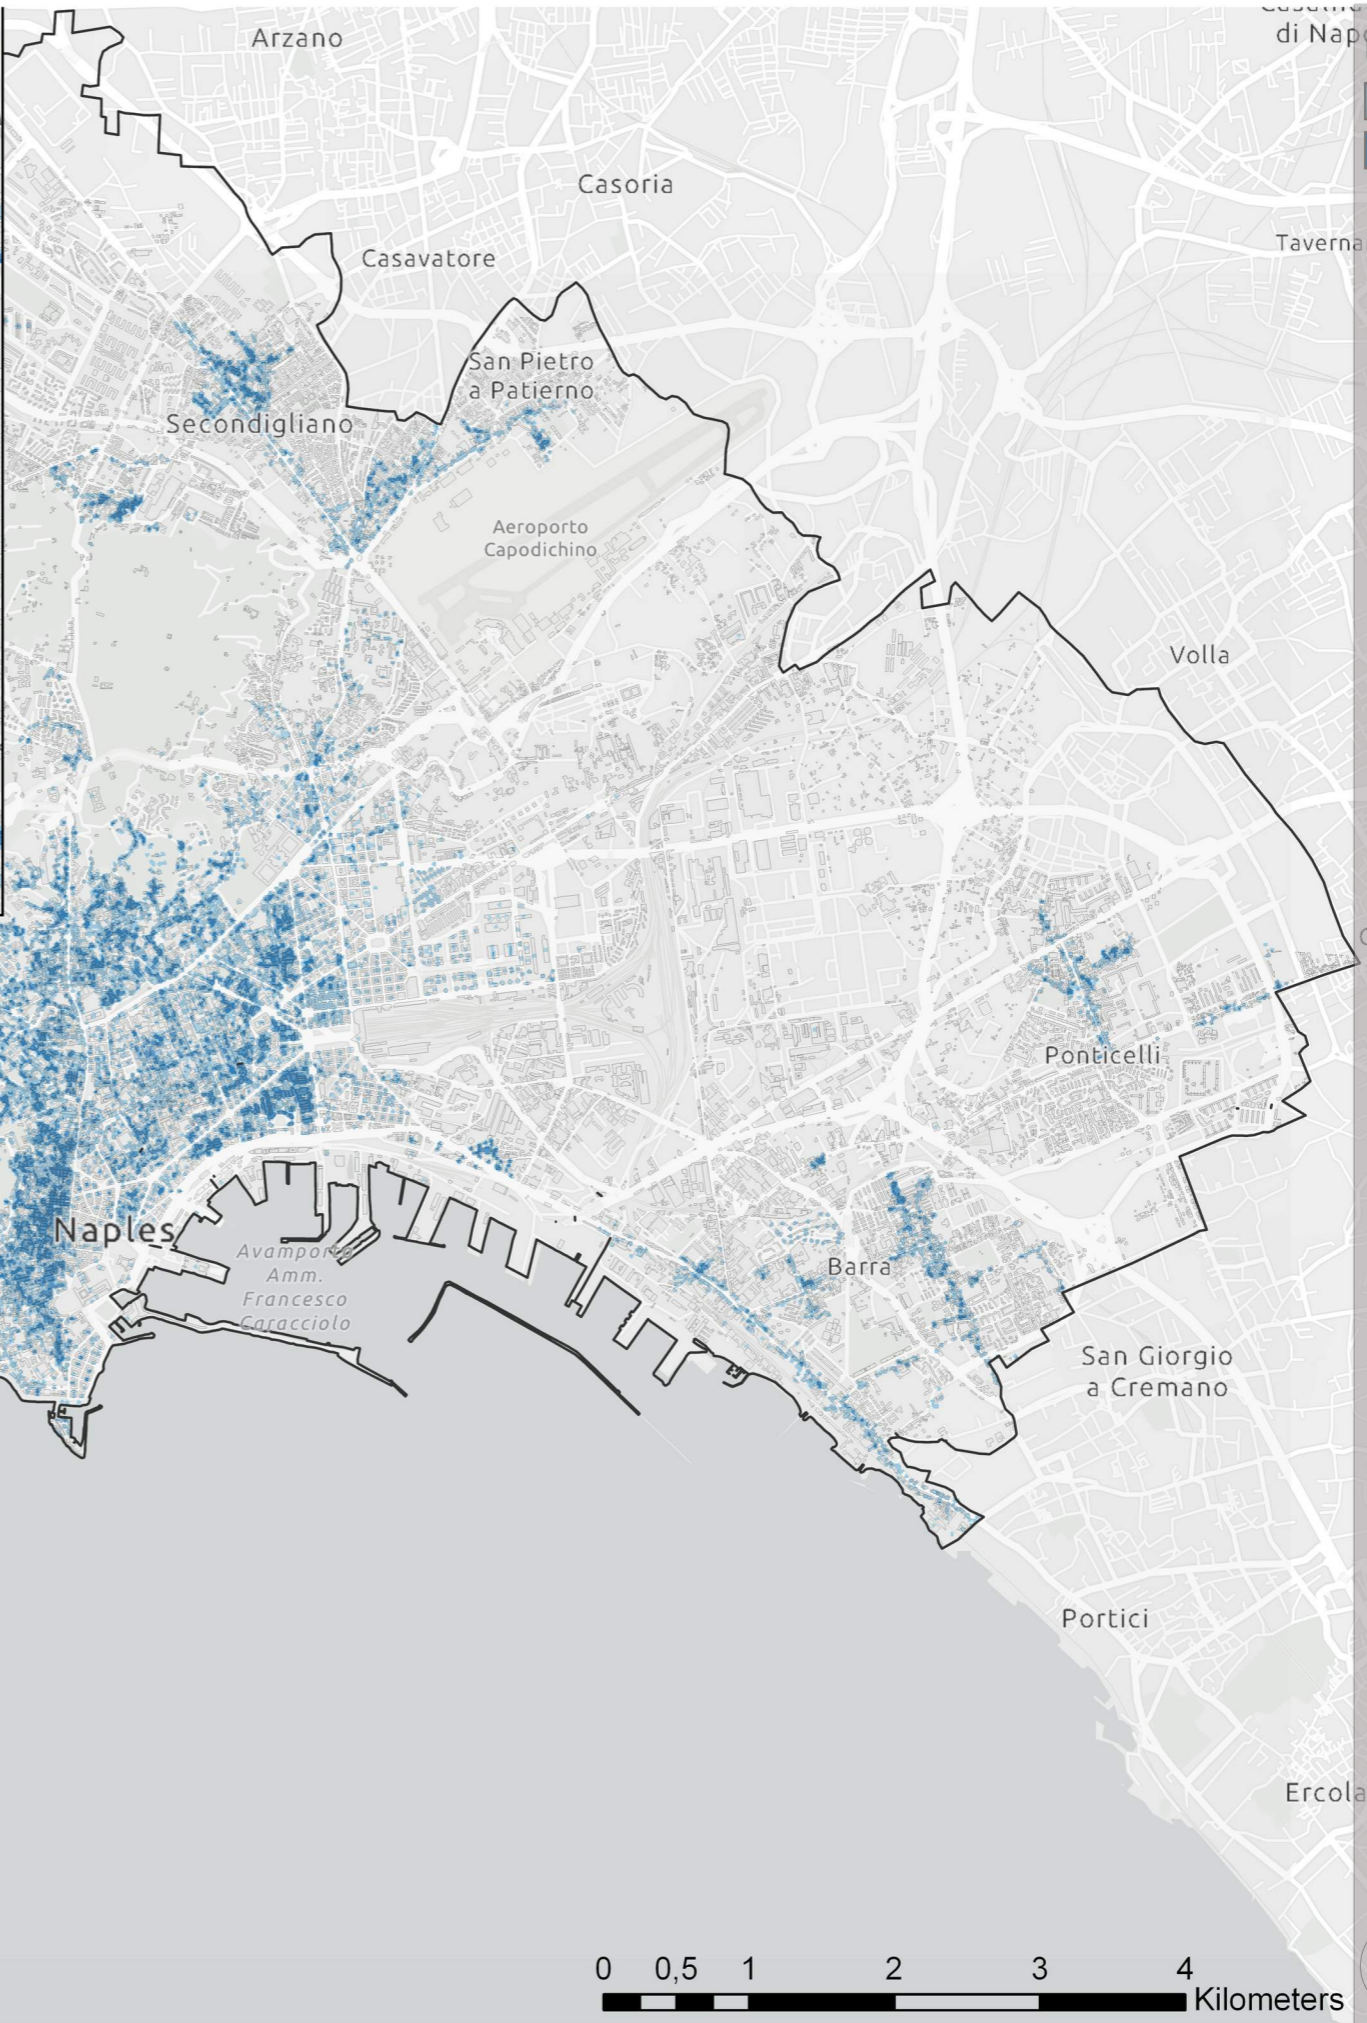 Arzano
di Napo
Casoria
Casavatore
Taverna
San Pietro
a Patierno
Secondigliano
Aeroporto
Capodichino
Volla
Ponticelli
Naples
Avamporto
Amm.
Francesco
Caracciolo
Barra
San Giorgio
a Cremano
Portici
Ercola
0 0,5 1 2 3 4
Kilometers